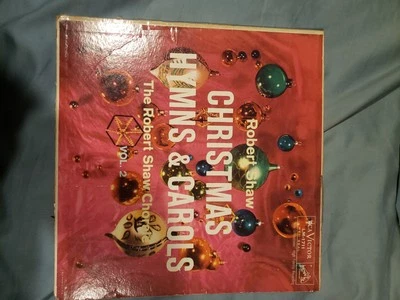 Robert Shaw
CHRISTMAS
HYMNS & CAROLS
The Robert Shaw Chorale
VOL. 2
RCA VICTOR